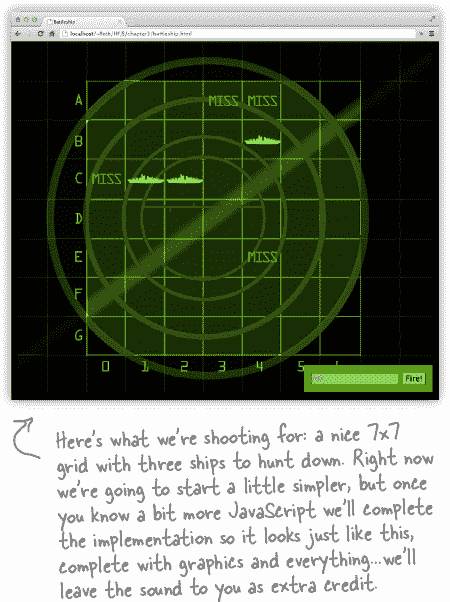 Battleship
localhost/~Beth/HFJS/chapter3/battleship.html
A MISS MISS
B
C MISS
D
E MISS
F
G
0 1 2 3 4 5
Fire!
Here's what we're shooting for: a nice 7x7
grid with three ships to hunt down. Right now
we're going to start a little simpler, but once
you know a bit more JavaScript we'll complete
the implementation so it looks just like this,
complete with graphics and everything...we'll
leave the sound to you as extra credit.